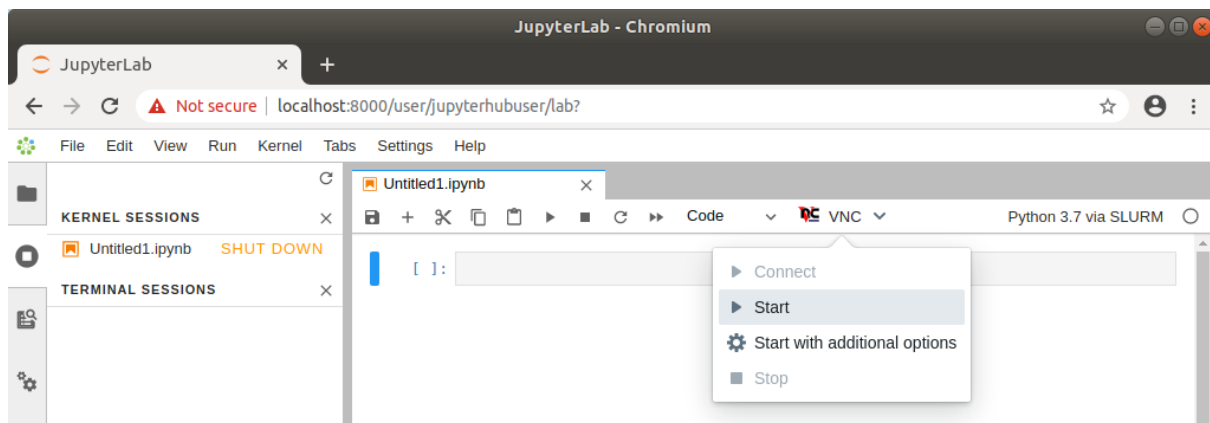 JupyterLab - Chromium
JupyterLab
Not secure | localhost:8000/user/jupyterhubuser/lab?
File Edit View Run Kernel Tabs Settings Help
Untitled1.ipynb
KERNEL SESSIONS
Code VNC Python 3.7 via SLURM
Untitled1.ipynb SHUT DOWN
[ ]:
Connect
TERMINAL SESSIONS
Start
Start with additional options
Stop